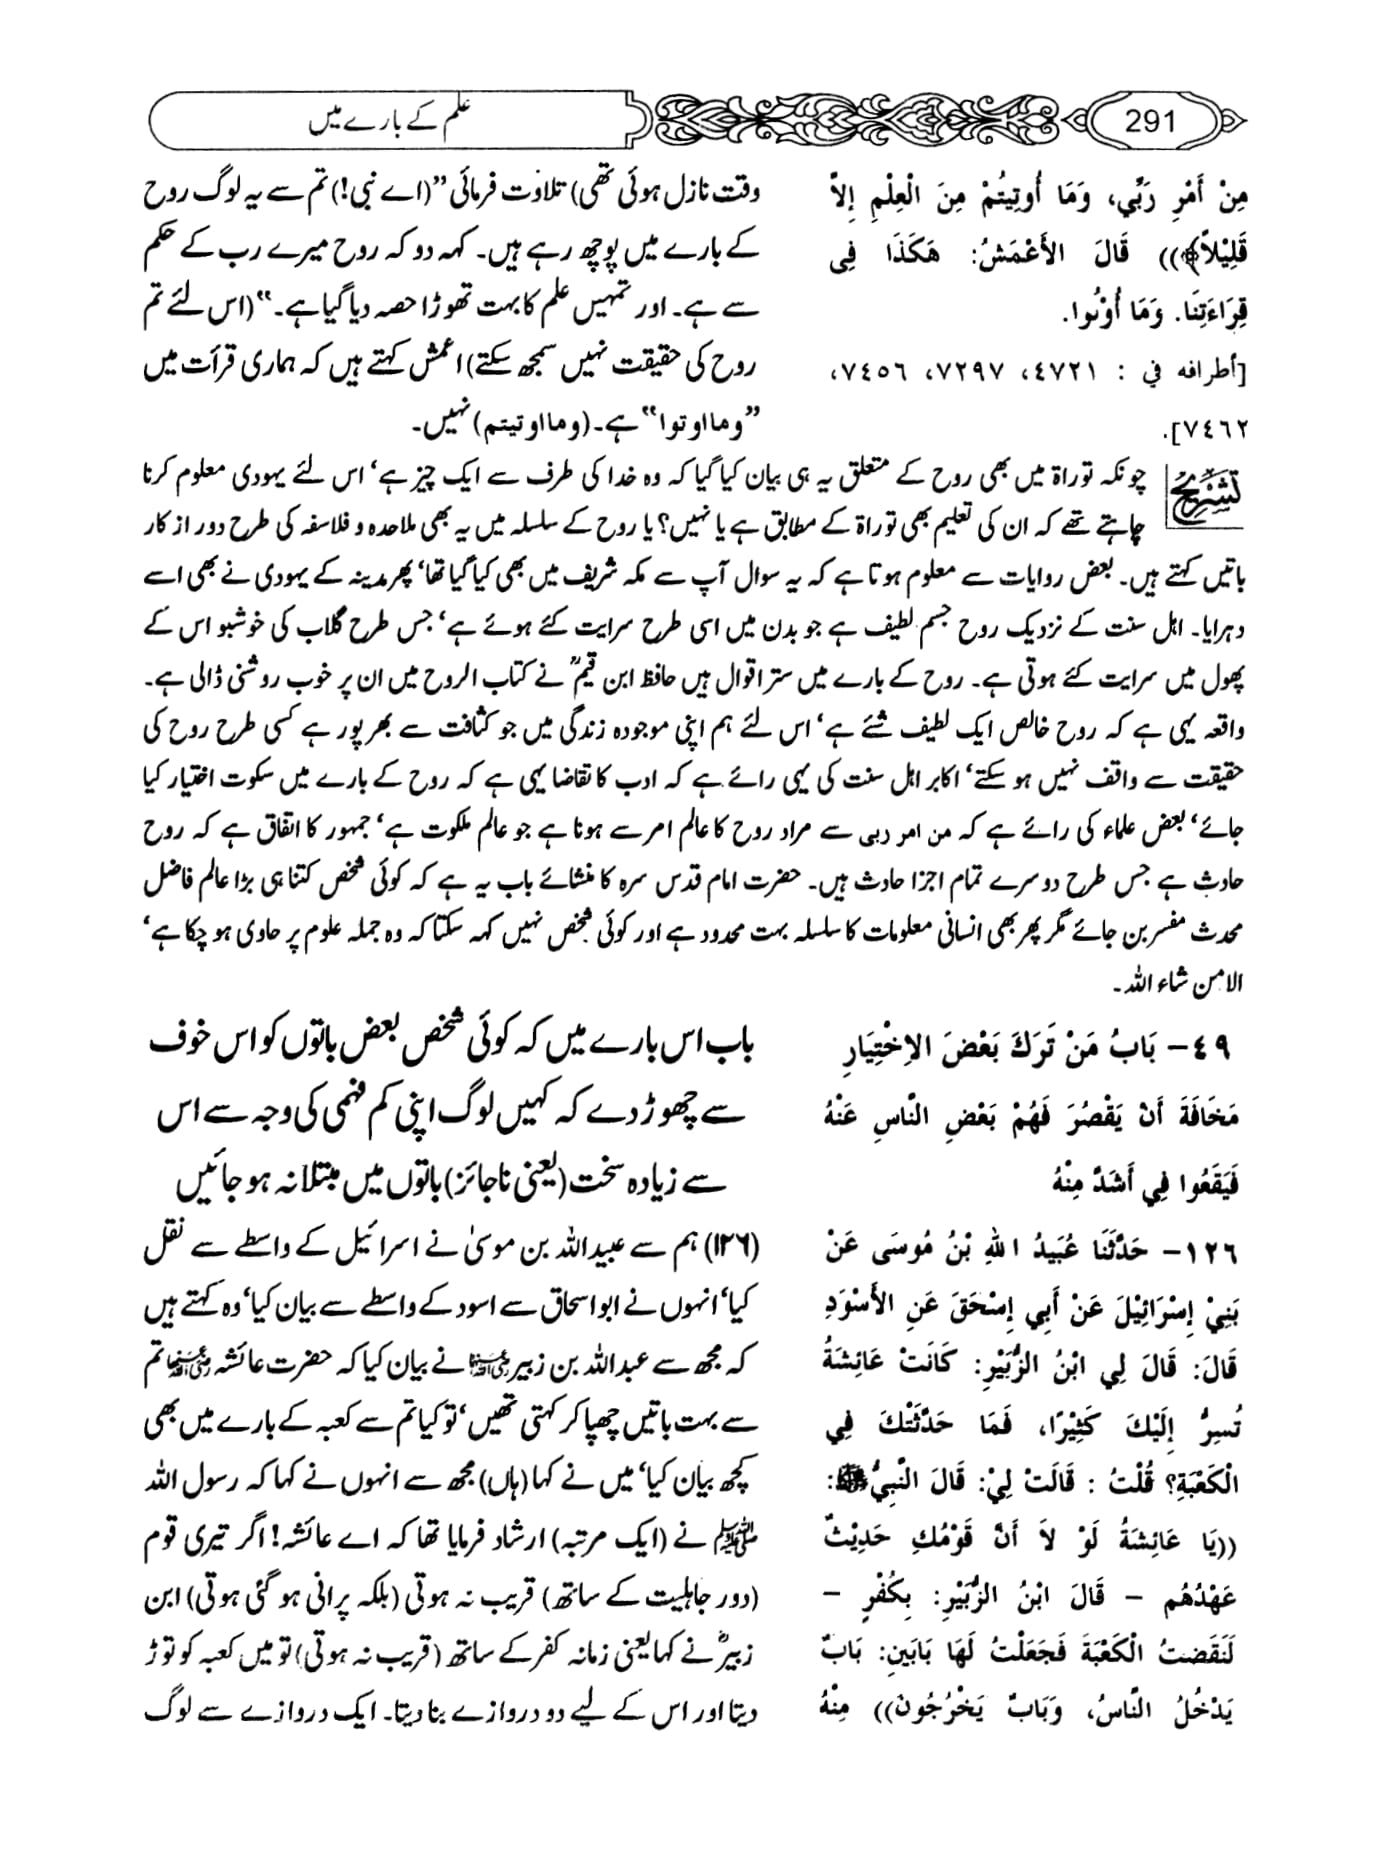 291
علم کے بارے میں
مِنْ أَمْرِ رَبِّي، وَمَا أُوتِيتُمْ مِنَ الْعِلْمِ إِلاَّ
قَلِيْلاً﴾)) قَالَ الأَعْمَشُ: هَكَذَا فِى
قِرَاءَتِنَا. وَمَا أُوتُوا.
[أطرافه في : ٤٧٢١، ٧٢٩٧، ٧٤٥٦،
٧٤٦٢].
وقت نازل ہوئی تھی) تلاوت فرمائی ”(اے نبی!) تم سے یہ لوگ روح
کے بارے میں پوچھ رہے ہیں۔ کہہ دو کہ روح میرے رب کے حکم
سے ہے۔ اور تمہیں علم کا بہت تھوڑا حصہ دیا گیا ہے۔“ (اس لئے تم
روح کی حقیقت نہیں سمجھ سکتے) اعمش کہتے ہیں کہ ہماری قرأت میں
”وما اوتوا“ ہے۔ (وما اوتیتم) نہیں۔
تشریح
چونکہ توراۃ میں بھی روح کے متعلق یہ ہی بیان کیا گیا کہ وہ خدا کی طرف سے ایک چیز ہے‘ اس لئے یہودی معلوم کرنا
چاہتے تھے کہ ان کی تعلیم بھی توراۃ کے مطابق ہے یا نہیں؟ یا روح کے سلسلہ میں یہ بھی ملاحدہ و فلاسفہ کی طرح دور از کار
باتیں کہتے ہیں۔ بعض روایات سے معلوم ہوتا ہے کہ یہ سوال آپ سے مکہ شریف میں بھی کیا گیا تھا‘ پھر مدینہ کے یہودی نے بھی اسے
دہرایا۔ اہل سنت کے نزدیک روح جسم لطیف ہے جو بدن میں اسی طرح سرایت کئے ہوئے ہے‘ جس طرح گلاب کی خوشبو اس کے
پھول میں سرایت کئے ہوتی ہے۔ روح کے بارے میں ستر اقوال ہیں حافظ ابن قیمؒ نے کتاب الروح میں ان پر خوب روشنی ڈالی ہے۔
واقعہ یہی ہے کہ روح خالص ایک لطیف شئے ہے‘ اس لئے ہم اپنی موجودہ زندگی میں جو کثافت سے بھرپور ہے کسی طرح روح کی
حقیقت سے واقف نہیں ہو سکتے‘ اکابر اہل سنت کی یہی رائے ہے کہ ادب کا تقاضا یہی ہے کہ روح کے بارے میں سکوت اختیار کیا
جائے‘ بعض علماء کی رائے ہے کہ من امر ربی سے مراد روح کا عالم امر سے ہونا ہے جو عالم ملکوت ہے‘ جمہور کا اتفاق ہے کہ روح
حادث ہے جس طرح دوسرے تمام اجزا حادث ہیں۔ حضرت امام قدس سرہ کا منشائے باب یہ ہے کہ کوئی شخص کتنا ہی بڑا عالم فاضل
محدث مفسر بن جائے مگر پھر بھی انسانی معلومات کا سلسلہ بہت محدود ہے اور کوئی شخص نہیں کہہ سکتا کہ وہ جملہ علوم پر حاوی ہو چکا ہے‘
الا من شاء اللہ۔
٤٩- بَابُ مَنْ تَرَكَ بَعْضَ الاِخْتِيَارِ
مَخَافَةَ أَنْ يَقْصُرَ فَهُمْ بَعْضِ النَّاسِ عَنْهُ
فَيَقَعُوا فِي أَشَدَّ مِنْهُ
باب اس بارے میں کہ کوئی شخص بعض باتوں کو اس خوف
سے چھوڑ دے کہ کہیں لوگ اپنی کم فہمی کی وجہ سے اس
سے زیادہ سخت (یعنی ناجائز) باتوں میں مبتلا نہ ہو جائیں
١٢٦- حَدَّثَنَا عُبَيدُ اللهِ بْنُ مُوسَى عَنْ
بَنِيْ إِسْرَائِيْلَ عَنْ أَبِي إِسْحَقَ عَنِ الأَسْوَدِ
قَالَ: قَالَ لِي ابْنُ الزُّبَيْرِ: كَانَتْ عَائِشَةُ
تُسِرُّ إِلَيْكَ كَثِيْرًا، فَمَا حَدَّثَتْكَ فِي
الْكَعْبَةِ؟ قُلْتُ : قَالَتْ لِيْ: قَالَ النَّبِيُّ ﷺ:
((يَا عَائِشَةُ لَوْ لاَ أَنَّ قَوْمَكِ حَدِيْثٌ
عَهْدُهُم – قَالَ ابْنُ الزُّبَيْرِ: بِكُفْرٍ –
لَنَقَضتُ الْكَعْبَةَ فَجَعَلْتُ لَهَا بَابَينِ: بَابٌ
يَدْخُلُ النَّاسُ، وَبَابٌ يَخْرُجُونَ)) مِنْهُ
(۱۲۶) ہم سے عبیداللہ بن موسیٰ نے اسرائیل کے واسطے سے نقل
کیا‘ انہوں نے ابواسحاق سے اسود کے واسطے سے بیان کیا‘ وہ کہتے ہیں
کہ مجھ سے عبداللہ بن زبیر رضی اللہ عنہما نے بیان کیا کہ حضرت عائشہ رضی اللہ عنہا تم
سے بہت باتیں چھپا کر کہتی تھیں‘ تو کیا تم سے کعبہ کے بارے میں بھی
کچھ بیان کیا‘ میں نے کہا (ہاں) مجھ سے انہوں نے کہا کہ رسول اللہ
ﷺ نے (ایک مرتبہ) ارشاد فرمایا تھا کہ اے عائشہ! اگر تیری قوم
(دور جاہلیت کے ساتھ) قریب نہ ہوتی (بلکہ پرانی ہو گئی ہوتی) ابن
زبیرؓ نے کہا یعنی زمانہ کفر کے ساتھ (قریب نہ ہوتی) تو میں کعبہ کو توڑ
دیتا اور اس کے لیے دو دروازے بنا دیتا۔ ایک دروازے سے لوگ